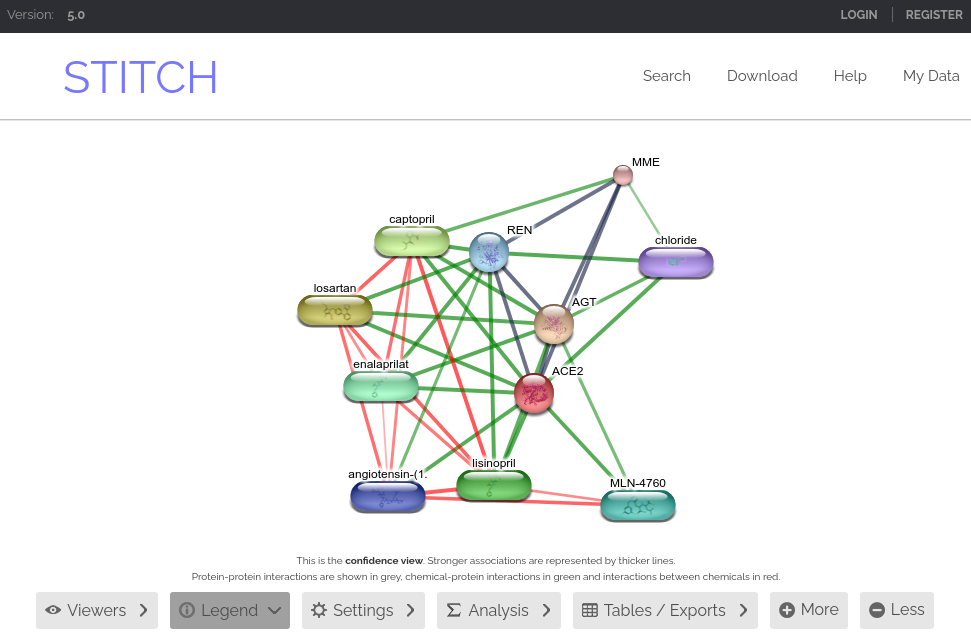 Version: 5.0 LOGIN REGISTER
STITCH Search Download Help My Data
MME
captopril
REN
chloride
losartan
AGT
enalaprilat
ACE2
lisinopril
angiotensin-(1.
MLN-4760
This is the confidence view. Stronger associations are represented by thicker lines.
Protein-protein interactions are shown in grey, chemical-protein interactions in green and interactions between chemicals in red.
Viewers Legend Settings Analysis Tables / Exports More Less